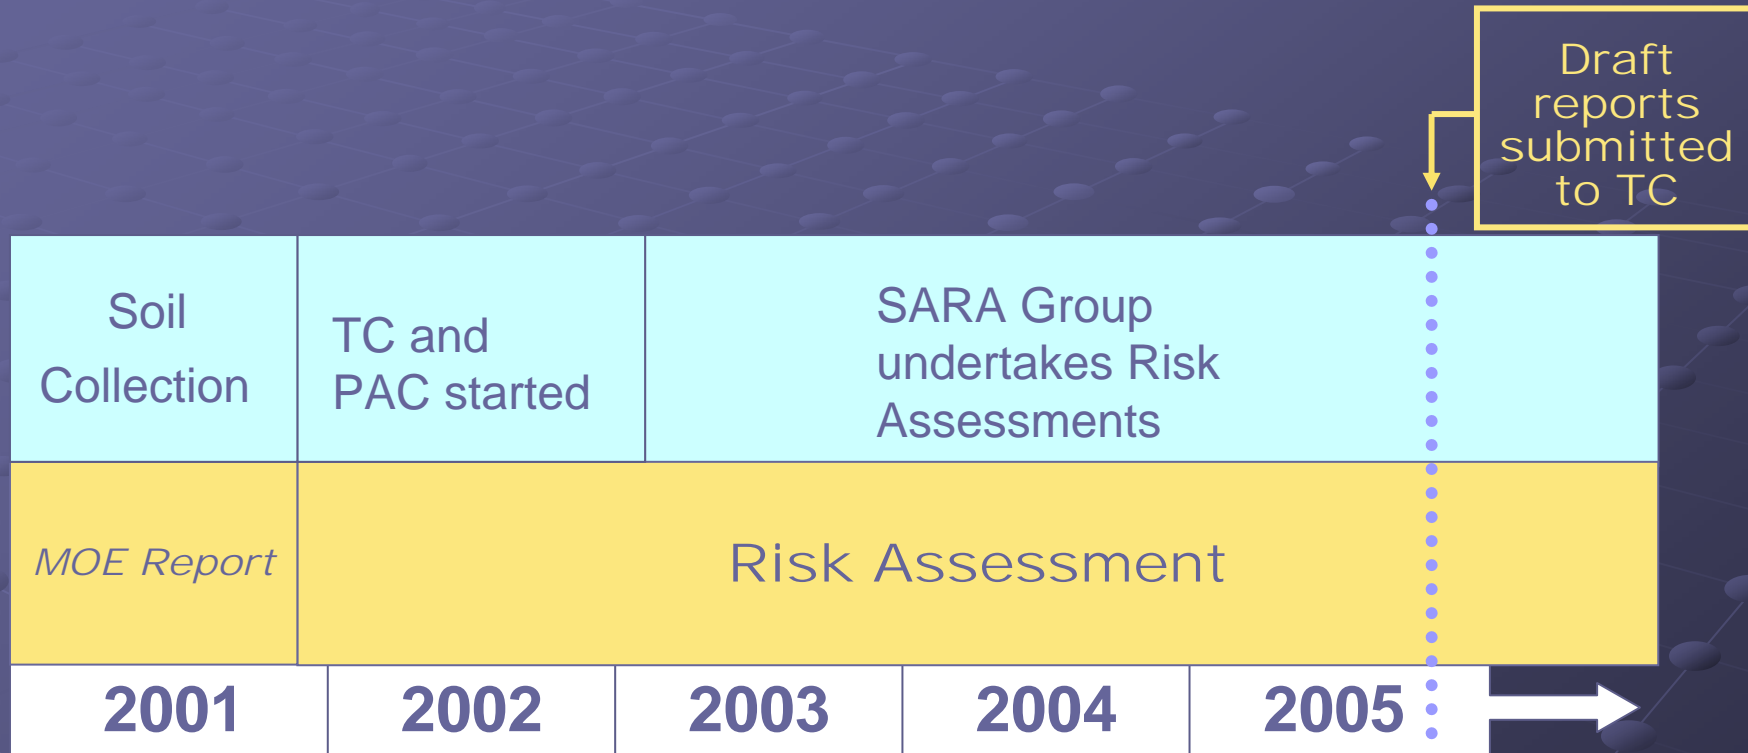 Draft
reports
submitted
to TC
Soil
Collection
TC and
PAC started
SARA Group
undertakes Risk
Assessments
MOE Report
Risk Assessment
2001
2002
2003
2004
2005